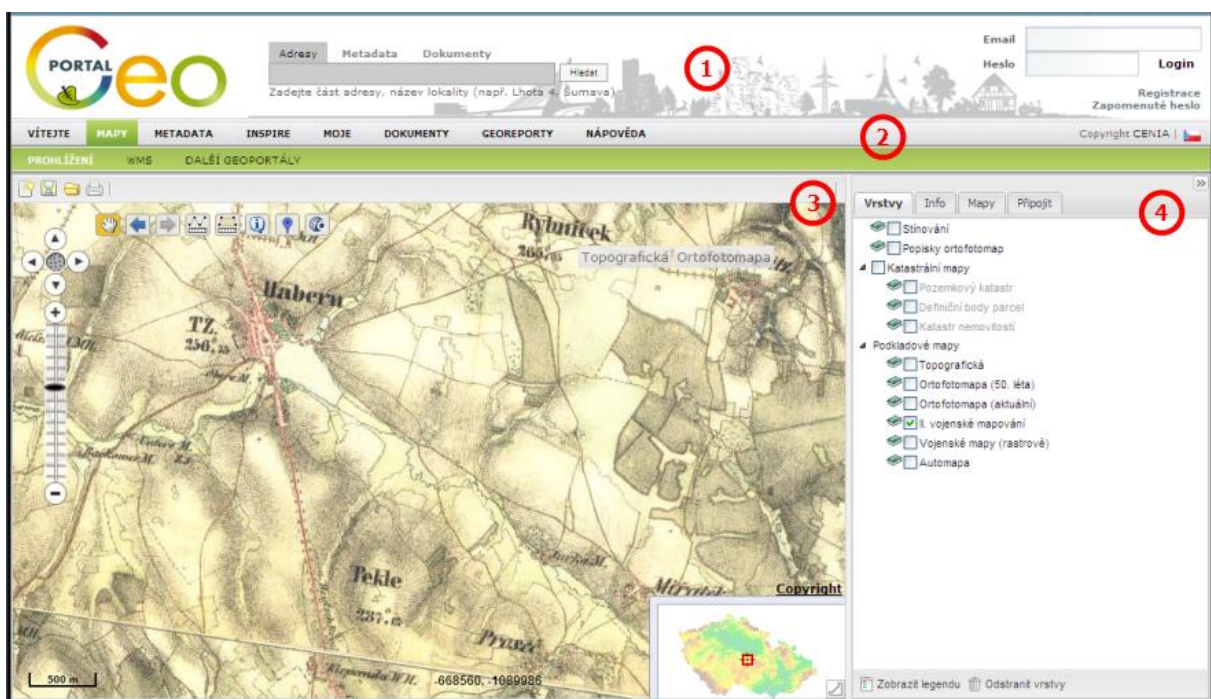 PORTAL Geo
Adresy Metadata Dokumenty
Hledat
Zadejte část adresy, název lokality (např. Lhota 4, Šumava)
1
Email
Heslo
Login
Registrace
Zapomenuté heslo
VÍTEJTE MAPY METADATA INSPIRE MOJE DOKUMENTY GEOREPORTY NÁPOVĚDA
2
Copyright CENIA |
PROHLÍŽENÍ WMS DALŠÍ GEOPORTÁLY
3
4
Topografická Ortofotomapa
Rybníček
Habern
TZ.
Pekle
Copyright
500 m
-668560, -1089986
Vrstvy Info Mapy Připojit
Stínování
Popisky ortofotomap
Katastrální mapy
Pozemkový katastr
Definiční body parcel
Katastr nemovitostí
Podkladové mapy
Topografická
Ortofotomapa (50. léta)
Ortofotomapa (aktuální)
II. vojenské mapování
Vojenské mapy (rastrové)
Automapa
Zobrazit legendu Odstranit vrstvy